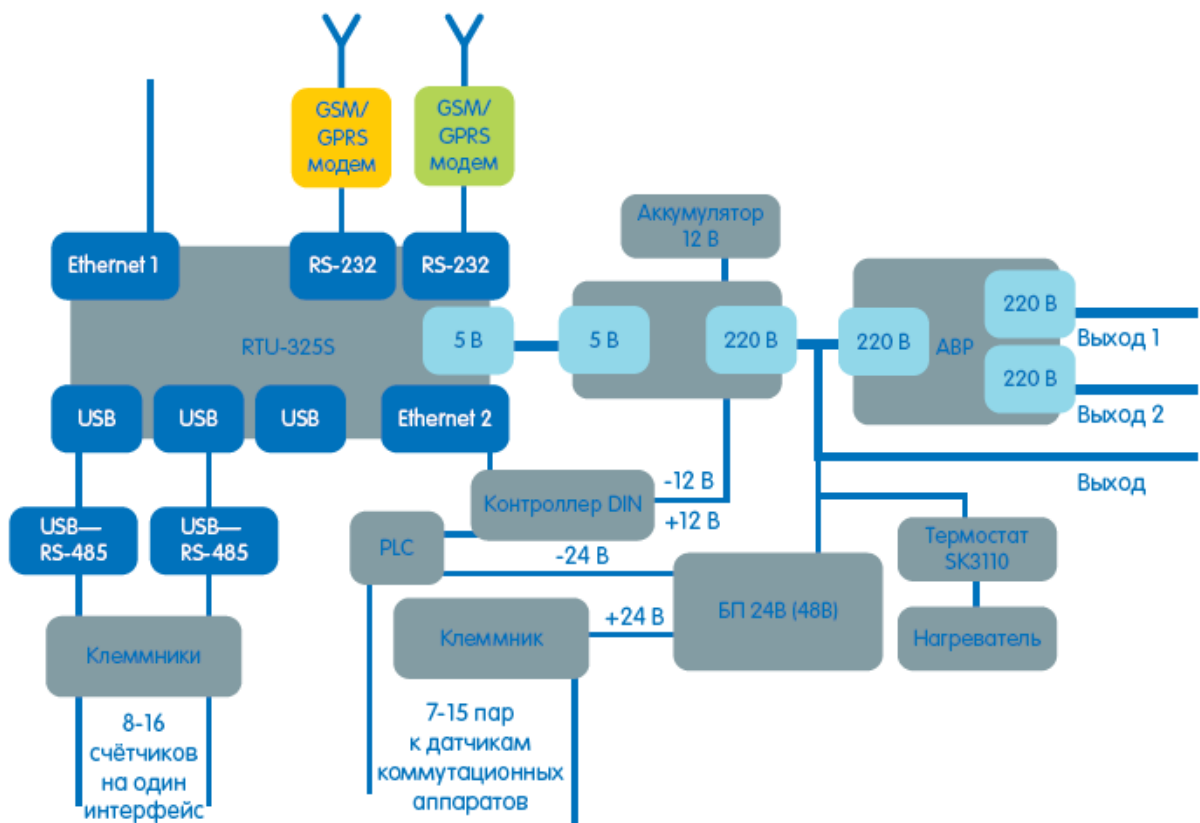 GSM/
GPRS
модем
GSM/
GPRS
модем
Аккумулятор
12 В
Ethernet 1
RS-232
RS-232
220 В
220 В
220 В
220 В
АВР
Выход 1
Выход 2
Выход
RTU-325S
5 В
5 В
USB
USB
USB
Ethernet 2
-12 В
+12 В
Контроллер DIN
USB—
RS-485
USB—
RS-485
PLC
-24 В
Термостат
SK3110
БП 24В (48В)
+24 В
Клеммник
Нагреватель
Клеммники
8-16
счётчиков
на один
интерфейс
7-15 пар
к датчикам
коммутационных
аппаратов